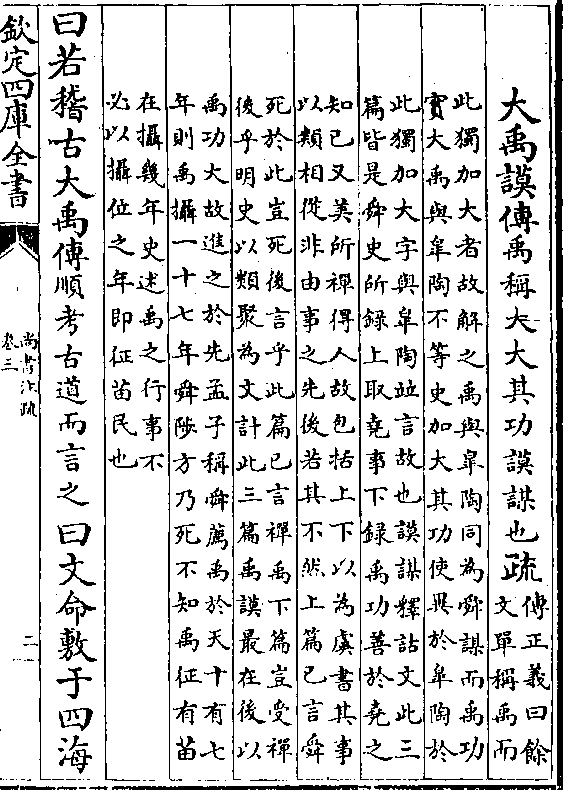 大禹謨傳禹稱大大其功謨謀也疏傳正義曰餘
文單稱禹而
此獨加大者故解之禹與皐陶同為舜謀而禹功
實大禹與皐陶不等史加大其功使異於皐陶於
此獨加大字與皐陶竝言故也謨謀釋詁文此三
篇皆是舜史所録上取堯事下録禹功善於堯之
知己又美所禪得人故包括上下以為虞書其事
以類相從非由事之先後若其不然上篇已言舜
死於此豈死後言乎此篇已言禪禹下篇豈受禪
後乎明史以類聚為文計此三篇禹謨最在後以
禹功大故進之於先孟子稱舜薦禹於天十有七
年則禹攝一十七年舜陟方乃死不知禹征有苗
在攝幾年史述禹之行事不
必以攝位之年即征苗民也
曰若稽古大禹傳順考古道而言之曰文命敷于四海
欽定四庫全書
尚書注疏
卷三
二